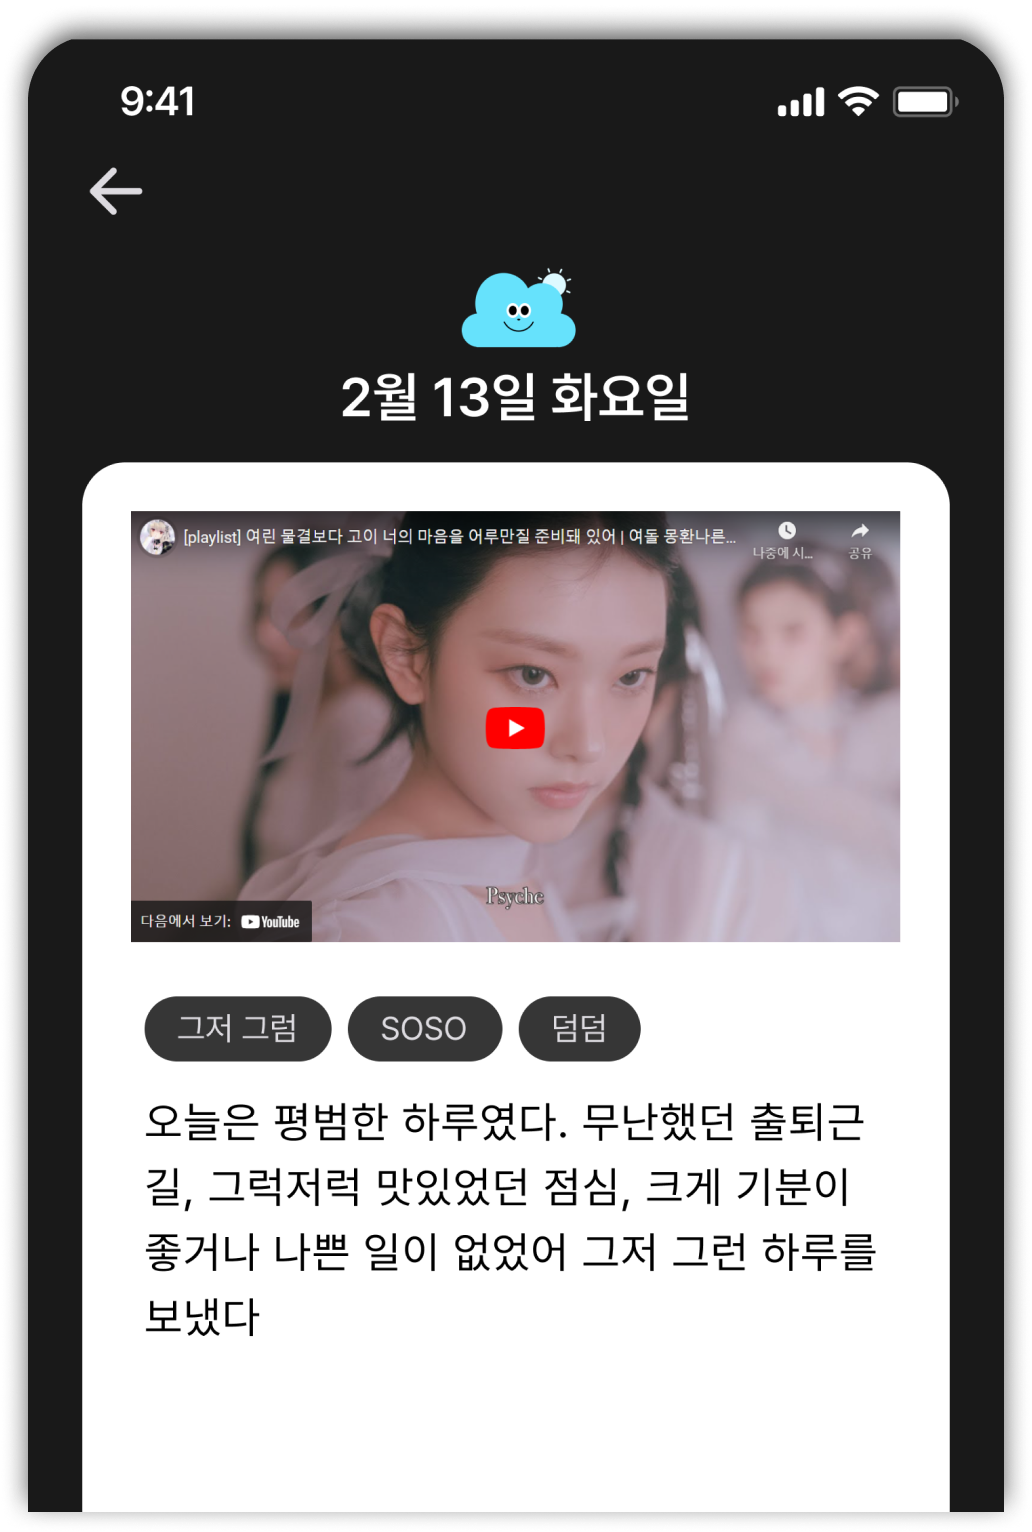 9:41
2월 13일 화요일
[playlist] 여린 물결보다 고이 너의 마음을 어루만질 준비돼 있어 | 여돌 몽환나른...
나중에 시...
공유
Psyche
다음에서 보기: YouTube
그저 그럼
SOSO
덤덤
오늘은 평범한 하루였다. 무난했던 출퇴근
길, 그럭저럭 맛있었던 점심, 크게 기분이
좋거나 나쁜 일이 없었어 그저 그런 하루를
보냈다